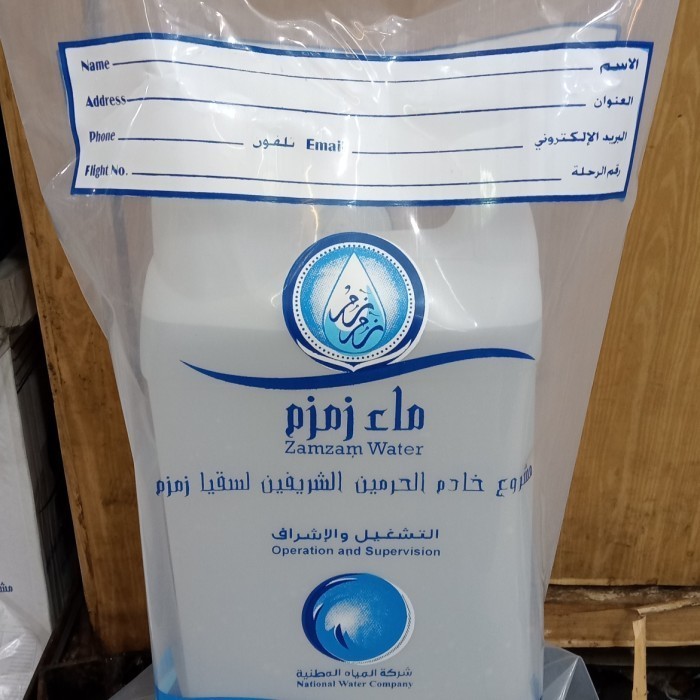 Name الاسم
Address العنوان
Phone تلفون Email البريد الإلكتروني
Flight No. رقم الرحلة
زمزم
ماء زمزم
Zamzam Water
مشروع خادم الحرمين الشريفين لسقيا زمزم
التشغيل والإشراف
Operation and Supervision
شركة المياه الوطنية
National Water Company